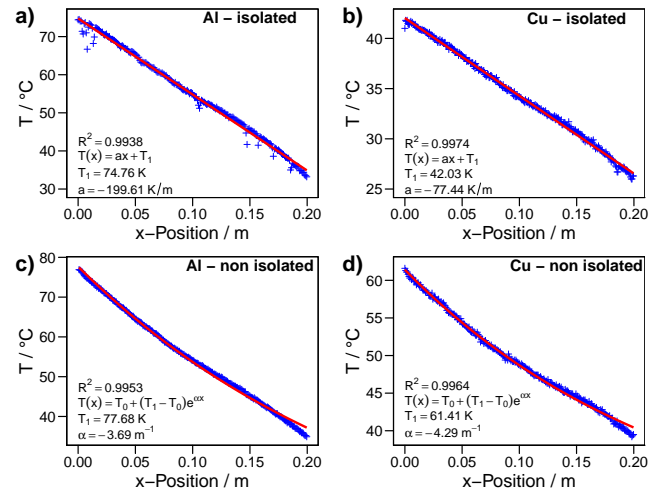 a)
Al − isolated
T / °C
70
60
50
40
30
R² = 0.9938
T(x) = ax + T₁
T₁ = 74.76 K
a = −199.61 K/m
0.00 0.05 0.10 0.15 0.20
x−Position / m
b)
Cu − isolated
T / °C
40
35
30
25
R² = 0.9974
T(x) = ax + T₁
T₁ = 42.03 K
a = −77.44 K/m
0.00 0.05 0.10 0.15 0.20
x−Position / m
c)
Al − non isolated
T / °C
80
70
60
50
40
R² = 0.9953
T(x) = T₀ + (T₁ − T₀)e^αx
T₁ = 77.68 K
α = −3.69 m⁻¹
0.00 0.05 0.10 0.15 0.20
x−Position / m
d)
Cu − non isolated
T / °C
60
55
50
45
40
R² = 0.9964
T(x) = T₀ + (T₁ − T₀)e^αx
T₁ = 61.41 K
α = −4.29 m⁻¹
0.00 0.05 0.10 0.15 0.20
x−Position / m